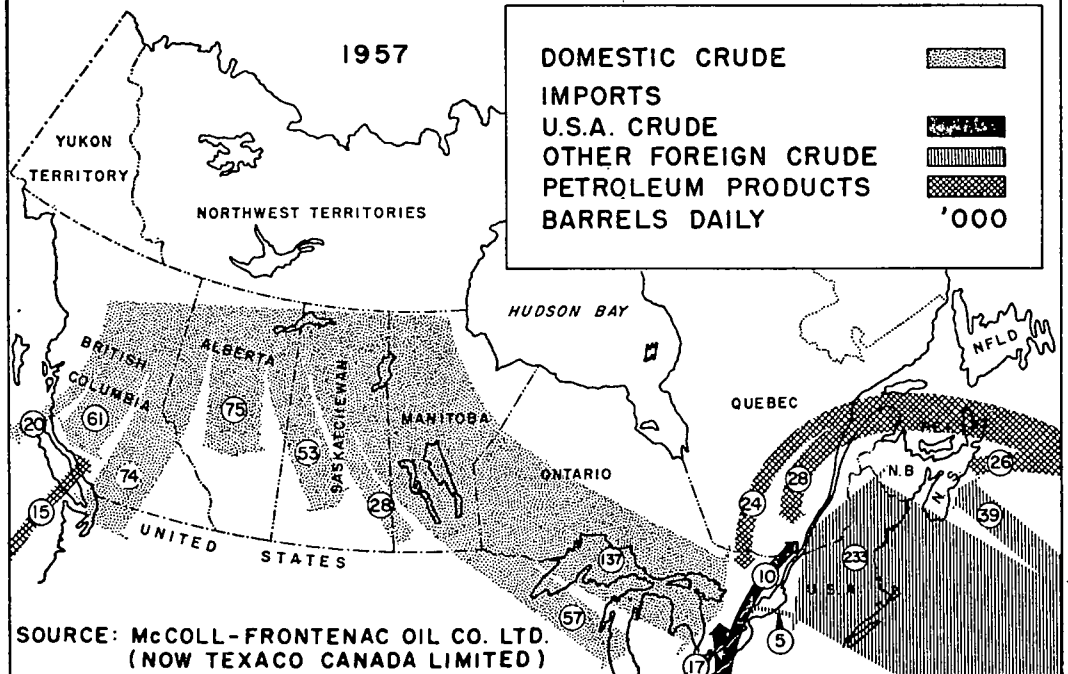 1957
DOMESTIC CRUDE
IMPORTS
U.S.A. CRUDE
OTHER FOREIGN CRUDE
PETROLEUM PRODUCTS
BARRELS DAILY '000
YUKON
TERRITORY
NORTHWEST TERRITORIES
HUDSON BAY
NFLD
BRITISH
COLUMBIA
ALBERTA
SASKATCHEWAN
MANITOBA
ONTARIO
QUEBEC
P.E.I.
N.B
N.S
20
61
75
53
74
28
15
137
57
24
28
26
39
233
10
5
17
UNITED STATES
U.S.A.
SOURCE: McCOLL-FRONTENAC OIL CO. LTD.
(NOW TEXACO CANADA LIMITED)